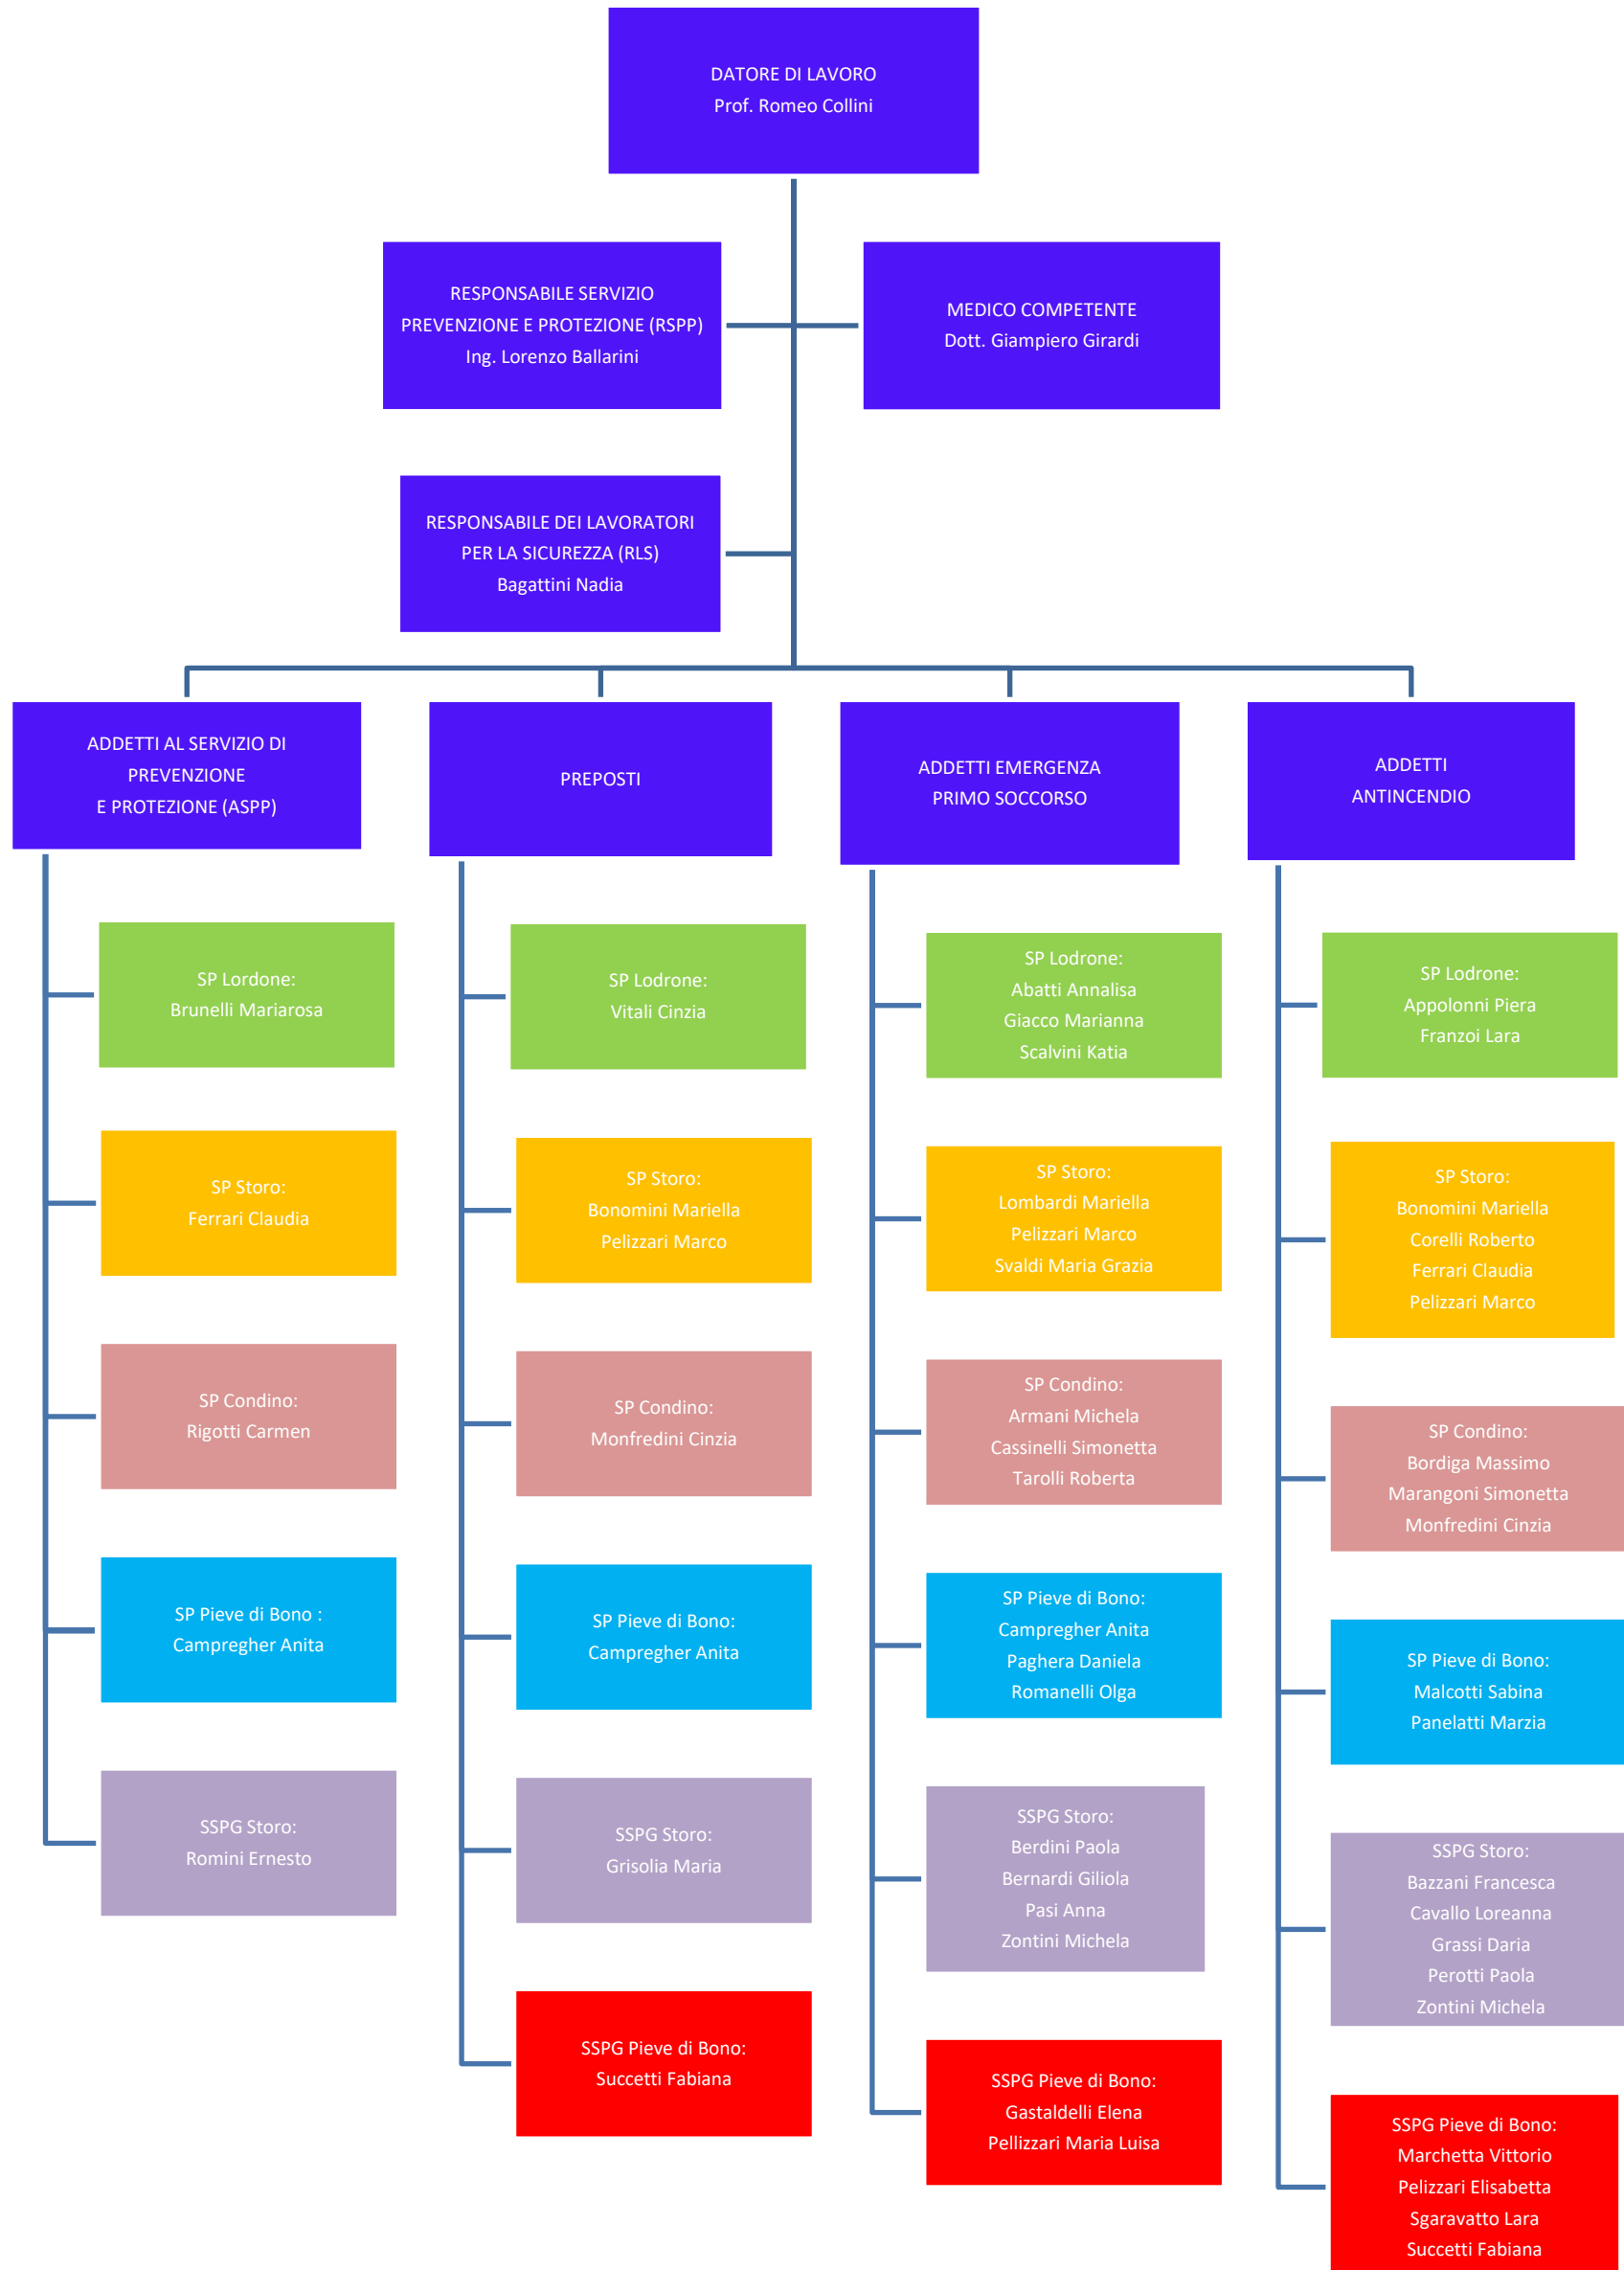 DATORE DI LAVORO
Prof. Romeo Collini
RESPONSABILE SERVIZIO
PREVENZIONE E PROTEZIONE (RSPP)
Ing. Lorenzo Ballarini
MEDICO COMPETENTE
Dott. Giampiero Girardi
RESPONSABILE DEI LAVORATORI
PER LA SICUREZZA (RLS)
Bagattini Nadia
ADDETTI AL SERVIZIO DI
PREVENZIONE
E PROTEZIONE (ASPP)
SP Lordone:
Brunelli Mariarosa
SP Storo:
Ferrari Claudia
SP Condino:
Rigotti Carmen
SP Pieve di Bono :
Campregher Anita
SSPG Storo:
Romini Ernesto
PREPOSTI
SP Lodrone:
Vitali Cinzia
SP Storo:
Bonomini Mariella
Pelizzari Marco
SP Condino:
Monfredini Cinzia
SP Pieve di Bono:
Campregher Anita
SSPG Storo:
Grisolia Maria
SSPG Pieve di Bono:
Succetti Fabiana
ADDETTI EMERGENZA
PRIMO SOCCORSO
SP Lodrone:
Abatti Annalisa
Giacco Marianna
Scalvini Katia
SP Storo:
Lombardi Mariella
Pelizzari Marco
Svaldi Maria Grazia
SP Condino:
Armani Michela
Cassinelli Simonetta
Tarolli Roberta
SP Pieve di Bono:
Campregher Anita
Paghera Daniela
Romanelli Olga
SSPG Storo:
Berdini Paola
Bernardi Giliola
Pasi Anna
Zontini Michela
SSPG Pieve di Bono:
Gastaldelli Elena
Pellizzari Maria Luisa
ADDETTI
ANTINCENDIO
SP Lodrone:
Appolonni Piera
Franzoi Lara
SP Storo:
Bonomini Mariella
Corelli Roberto
Ferrari Claudia
Pelizzari Marco
SP Condino:
Bordiga Massimo
Marangoni Simonetta
Monfredini Cinzia
SP Pieve di Bono:
Malcotti Sabina
Panelatti Marzia
SSPG Storo:
Bazzani Francesca
Cavallo Loreanna
Grassi Daria
Perotti Paola
Zontini Michela
SSPG Pieve di Bono:
Marchetta Vittorio
Pelizzari Elisabetta
Sgaravatto Lara
Succetti Fabiana